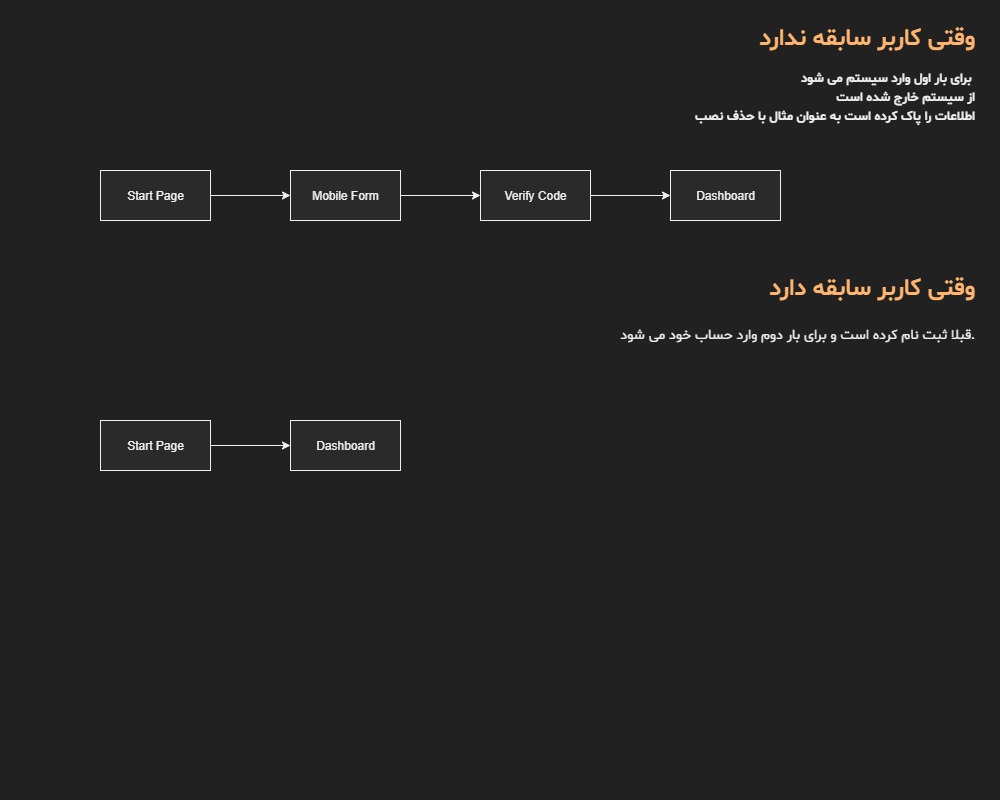 وقتی کاربر سابقه ندارد
برای بار اول وارد سیستم می شود
از سیستم خارج شده است
اطلاعات را پاک کرده است به عنوان مثال با حذف نصب
Start Page
Mobile Form
Verify Code
Dashboard
وقتی کاربر سابقه دارد
.قبلا ثبت نام کرده است و برای بار دوم وارد حساب خود می شود
Start Page
Dashboard